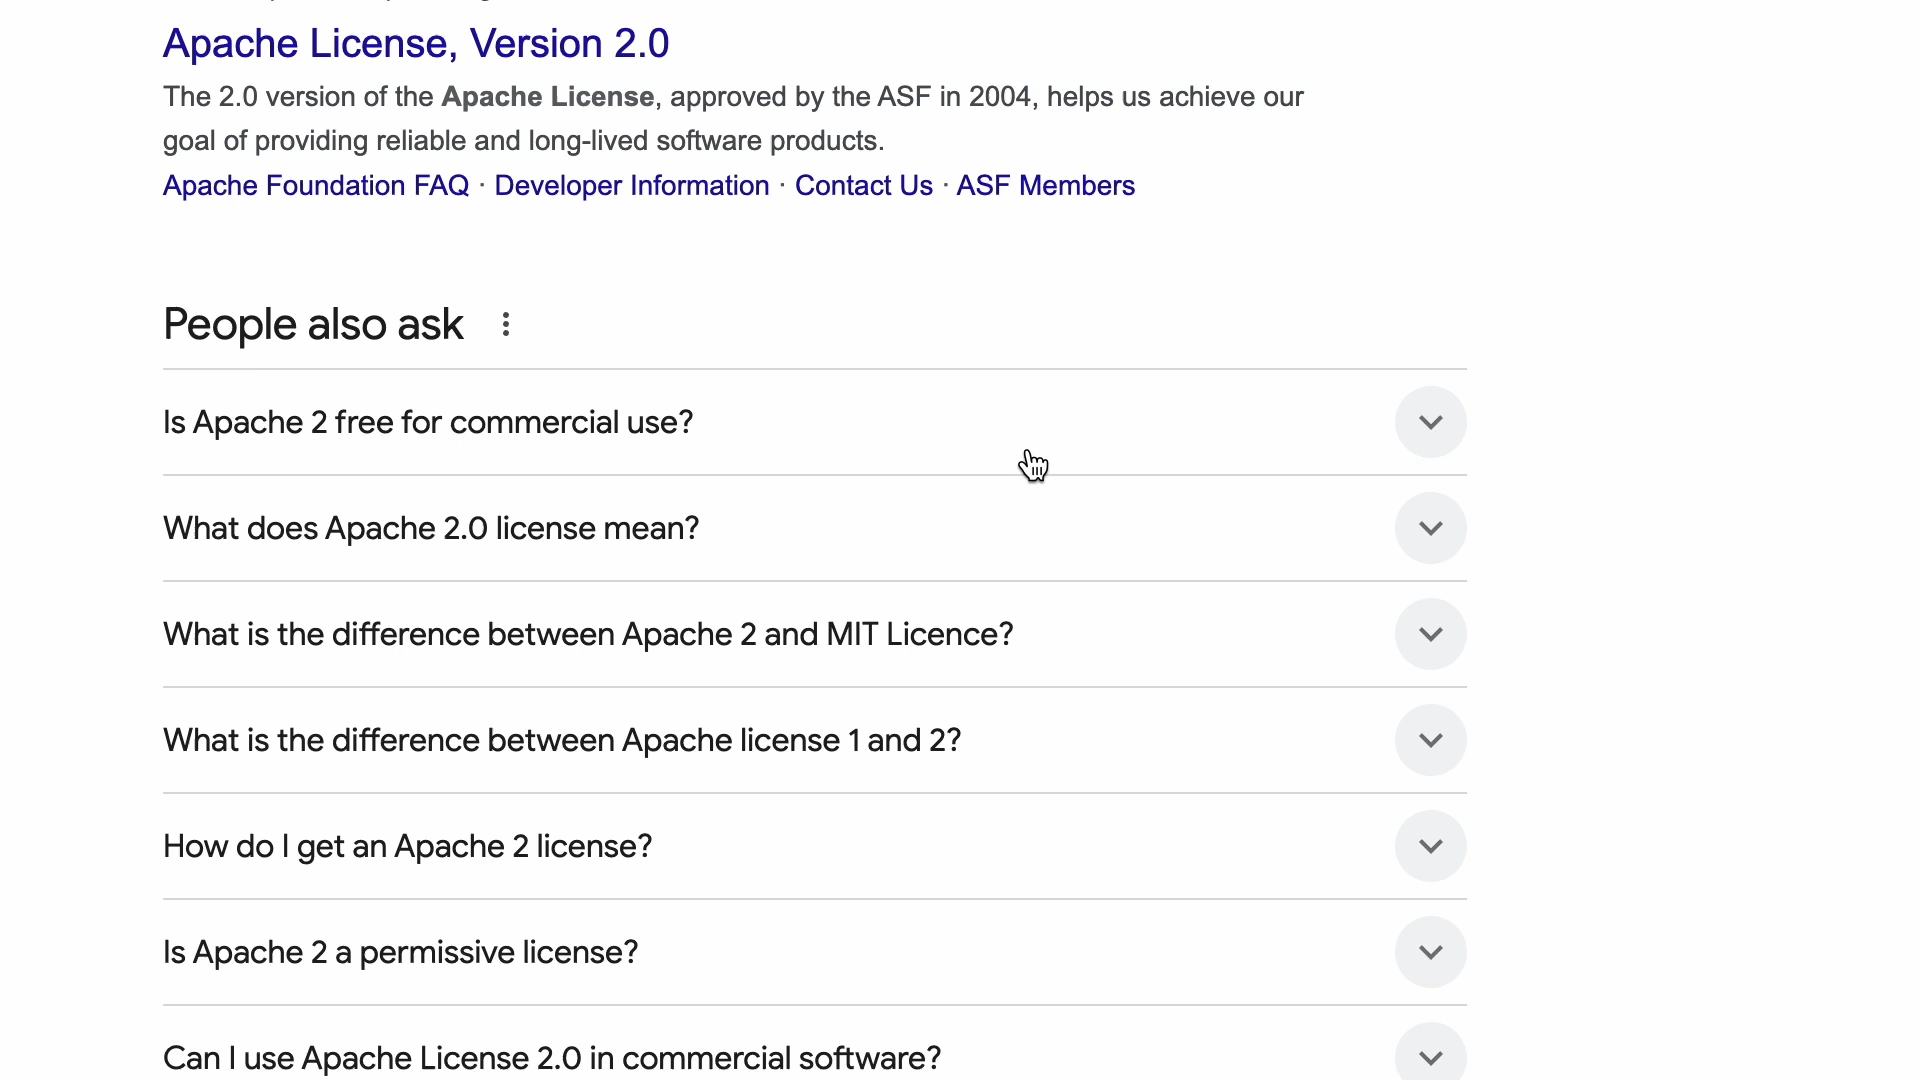 Apache License, Version 2.0
The 2.0 version of the Apache License, approved by the ASF in 2004, helps us achieve our
goal of providing reliable and long-lived software products.
Apache Foundation FAQ · Developer Information · Contact Us · ASF Members
People also ask
Is Apache 2 free for commercial use?
What does Apache 2.0 license mean?
What is the difference between Apache 2 and MIT Licence?
What is the difference between Apache license 1 and 2?
How do I get an Apache 2 license?
Is Apache 2 a permissive license?
Can I use Apache License 2.0 in commercial software?